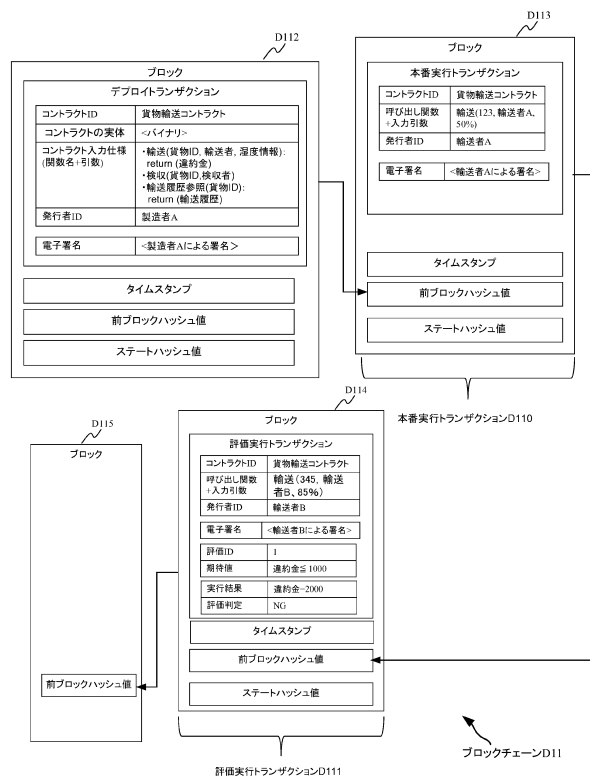 D112
ブロック
デプロイトランザクション
コントラクトID 貨物輸送コントラクト
コントラクトの実体 <バイナリ>
コントラクト入力仕様 ・輸送(貨物ID, 輸送者, 湿度情報):
(関数名+引数) return (違約金)
・検収(貨物ID,検収者)
・輸送履歴参照(貨物ID):
return (輸送履歴)
発行者ID 製造者A
電子署名 <製造者Aによる署名>
タイムスタンプ
前ブロックハッシュ値
ステートハッシュ値
D113
ブロック
本番実行トランザクション
コントラクトID 貨物輸送コントラクト
呼び出し関数 輸送(123, 輸送者A,
+入力引数 50%)
発行者ID 輸送者A
電子署名 <輸送者Aによる署名>
タイムスタンプ
前ブロックハッシュ値
ステートハッシュ値
本番実行トランザクションD110
D114
ブロック
評価実行トランザクション
コントラクトID 貨物輸送コントラクト
呼び出し関数 輸送(345, 輸送
+入力引数 者B、85%)
発行者ID 輸送者B
電子署名 <輸送者Bによる署名>
評価ID 1
期待値 違約金≦1000
実行結果 違約金=2000
評価判定 NG
タイムスタンプ
前ブロックハッシュ値
ステートハッシュ値
評価実行トランザクションD111
D115
ブロック
前ブロックハッシュ値
ブロックチェーンD11